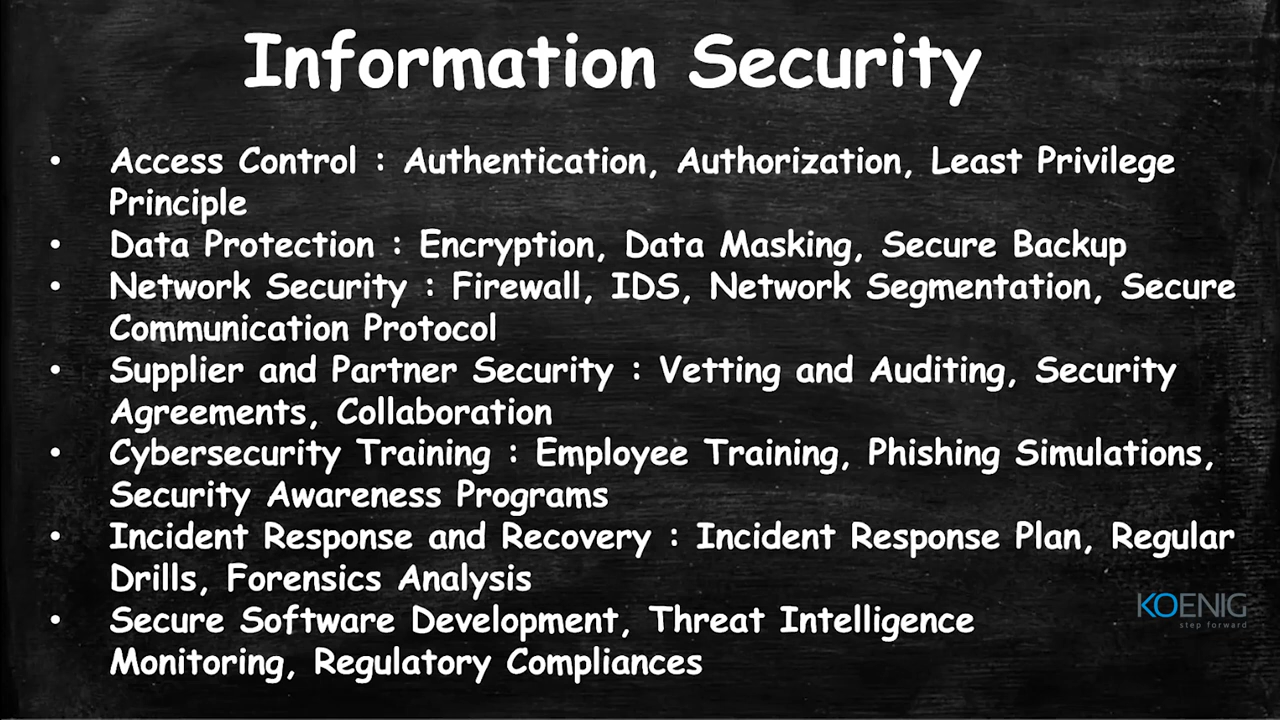 Information Security
• Access Control : Authentication, Authorization, Least Privilege
Principle
• Data Protection : Encryption, Data Masking, Secure Backup
• Network Security : Firewall, IDS, Network Segmentation, Secure
Communication Protocol
• Supplier and Partner Security : Vetting and Auditing, Security
Agreements, Collaboration
• Cybersecurity Training : Employee Training, Phishing Simulations,
Security Awareness Programs
• Incident Response and Recovery : Incident Response Plan, Regular
Drills, Forensics Analysis
• Secure Software Development, Threat Intelligence
Monitoring, Regulatory Compliances
KOENIG
step forward